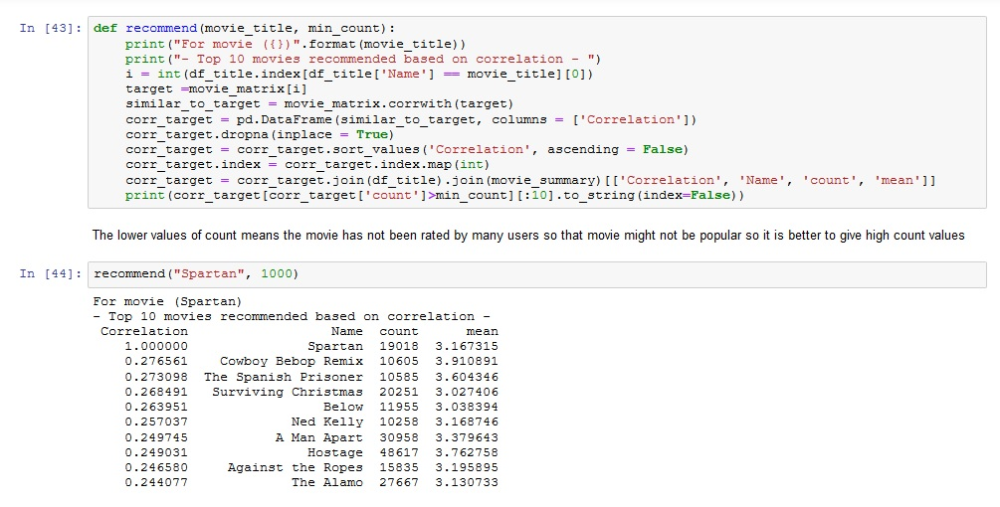 In [43]: def recommend(movie_title, min_count):
print("For movie ({})".format(movie_title))
print("- Top 10 movies recommended based on correlation - ")
i = int(df_title.index[df_title['Name'] == movie_title][0])
target =movie_matrix[i]
similar_to_target = movie_matrix.corrwith(target)
corr_target = pd.DataFrame(similar_to_target, columns = ['Correlation'])
corr_target.dropna(inplace = True)
corr_target = corr_target.sort_values('Correlation', ascending = False)
corr_target.index = corr_target.index.map(int)
corr_target = corr_target.join(df_title).join(movie_summary)[['Correlation', 'Name', 'count', 'mean']]
print(corr_target[corr_target['count']>min_count][:10].to_string(index=False))
The lower values of count means the movie has not been rated by many users so that movie might not be popular so it is better to give high count values
In [44]: recommend("Spartan", 1000)
For movie (Spartan)
- Top 10 movies recommended based on correlation -
Correlation Name count mean
1.000000 Spartan 19018 3.167315
0.276561 Cowboy Bebop Remix 10605 3.910891
0.273098 The Spanish Prisoner 10585 3.604346
0.268491 Surviving Christmas 20251 3.027406
0.263951 Below 11955 3.038394
0.257037 Ned Kelly 10258 3.168746
0.249745 A Man Apart 30958 3.379643
0.249031 Hostage 48617 3.762758
0.246580 Against the Ropes 15835 3.195895
0.244077 The Alamo 27667 3.130733